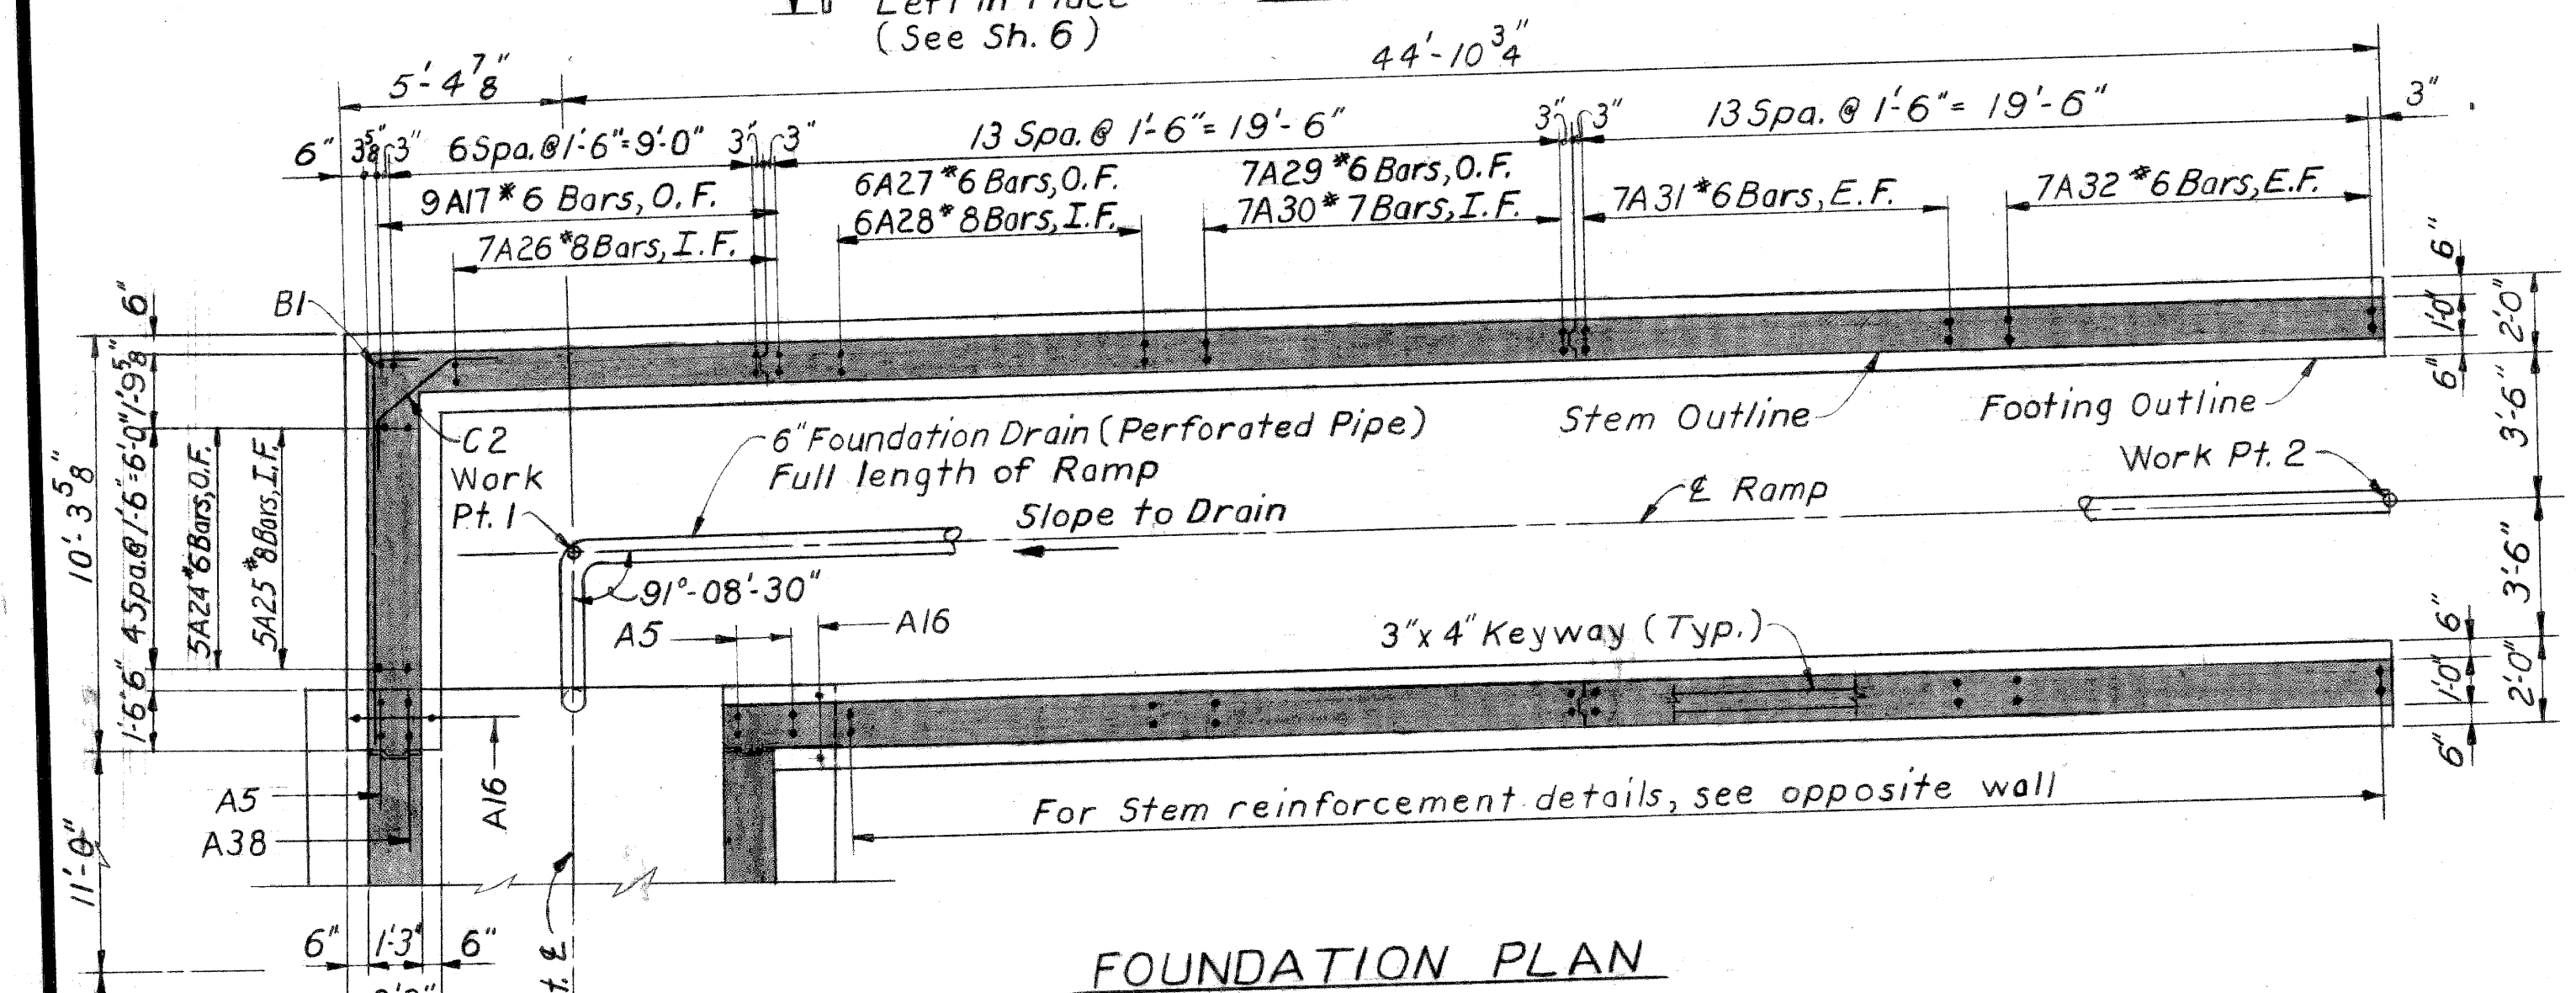 (See Sh. 6)
5'-4 7/8"
44'-10 3/4"
6"
3 5/8"
3"
6 Spa. @ 1'-6" = 9'-0"
3"
3"
13 Spa. @ 1'-6" = 19'-6"
3"
3"
13 Spa. @ 1'-6" = 19'-6"
3"
9A17 #6 Bars, O.F.
6A27 #6 Bars, O.F.
7A29 #6 Bars, O.F.
7A31 #6 Bars, E.F.
7A32 #6 Bars, E.F.
7A26 #8 Bars, I.F.
6A28 #8 Bars, I.F.
7A30 #7 Bars, I.F.
B1
6"
1'-9 5/8"
4 Spa. @ 1'-6" = 6'-0"
6"
1'-6"
10'-3 5/8"
11'-0"
5A24 #6 Bars, O.F.
5A25 #8 Bars, I.F.
C2
Work
Pt. 1
6" Foundation Drain (Perforated Pipe)
Full length of Ramp
Slope to Drain
Stem Outline
Footing Outline
Work Pt. 2
℄ Ramp
91°-08'-30"
A5
A16
3" x 4" Keyway (Typ.)
6"
1'-0"
2'-0"
6"
3'-6"
3'-6"
6"
1'-0"
2'-0"
6"
A5
A38
A16
For Stem reinforcement details, see opposite wall
6"
1'-3"
6"
℄
FOUNDATION PLAN